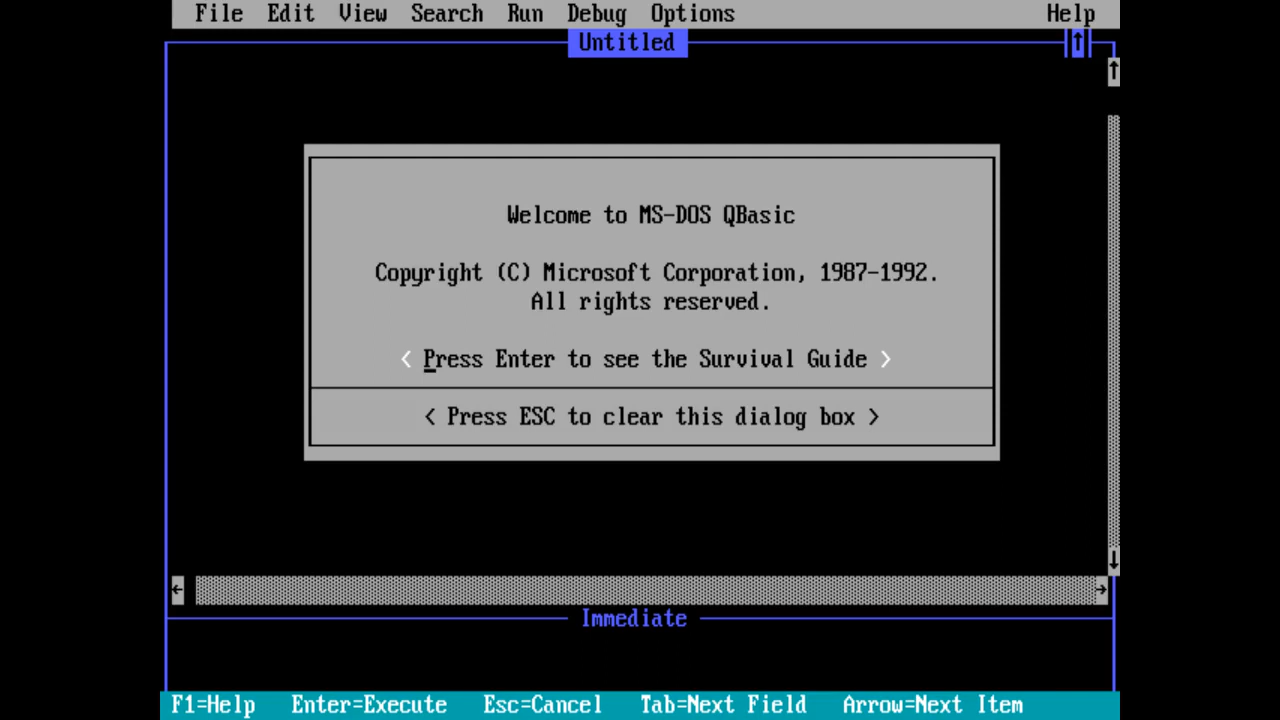 File Edit View Search Run Debug Options Help
Untitled
Welcome to MS-DOS QBasic
Copyright (C) Microsoft Corporation, 1987-1992.
All rights reserved.
< Press Enter to see the Survival Guide >
< Press ESC to clear this dialog box >
Immediate
F1=Help Enter=Execute Esc=Cancel Tab=Next Field Arrow=Next Item